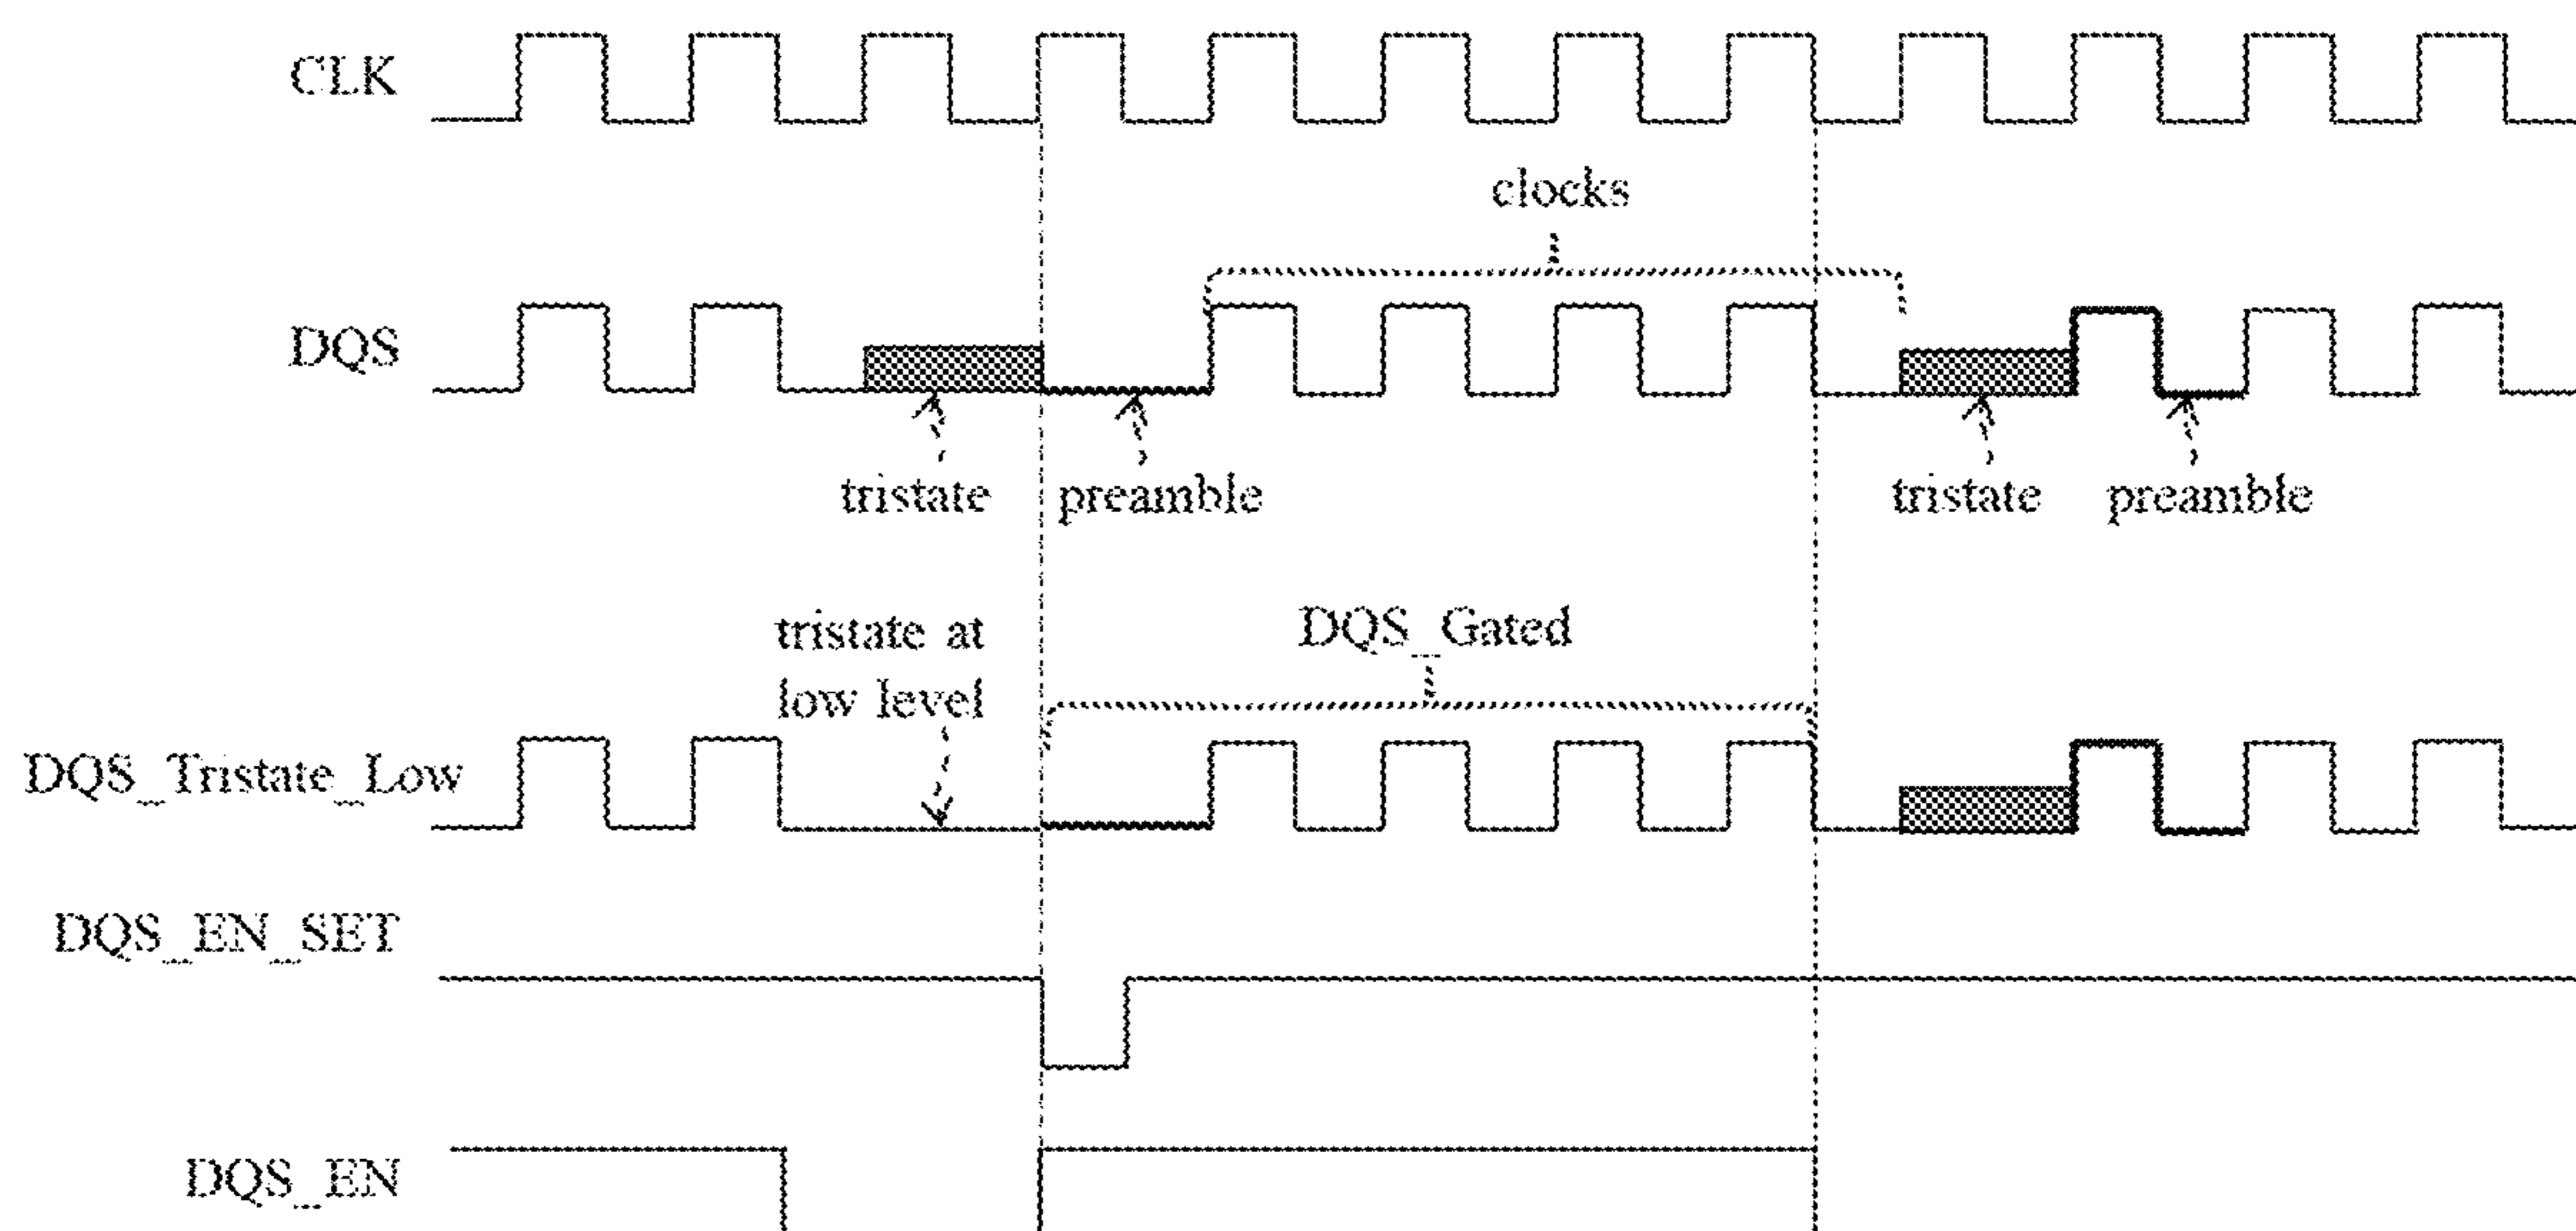 CLK
clocks
DQS
tristate
preamble
tristate
preamble
tristate at
low level
DQS_Gated
DQS_Tristate_Low
DQS_EN_SET
DQS_EN